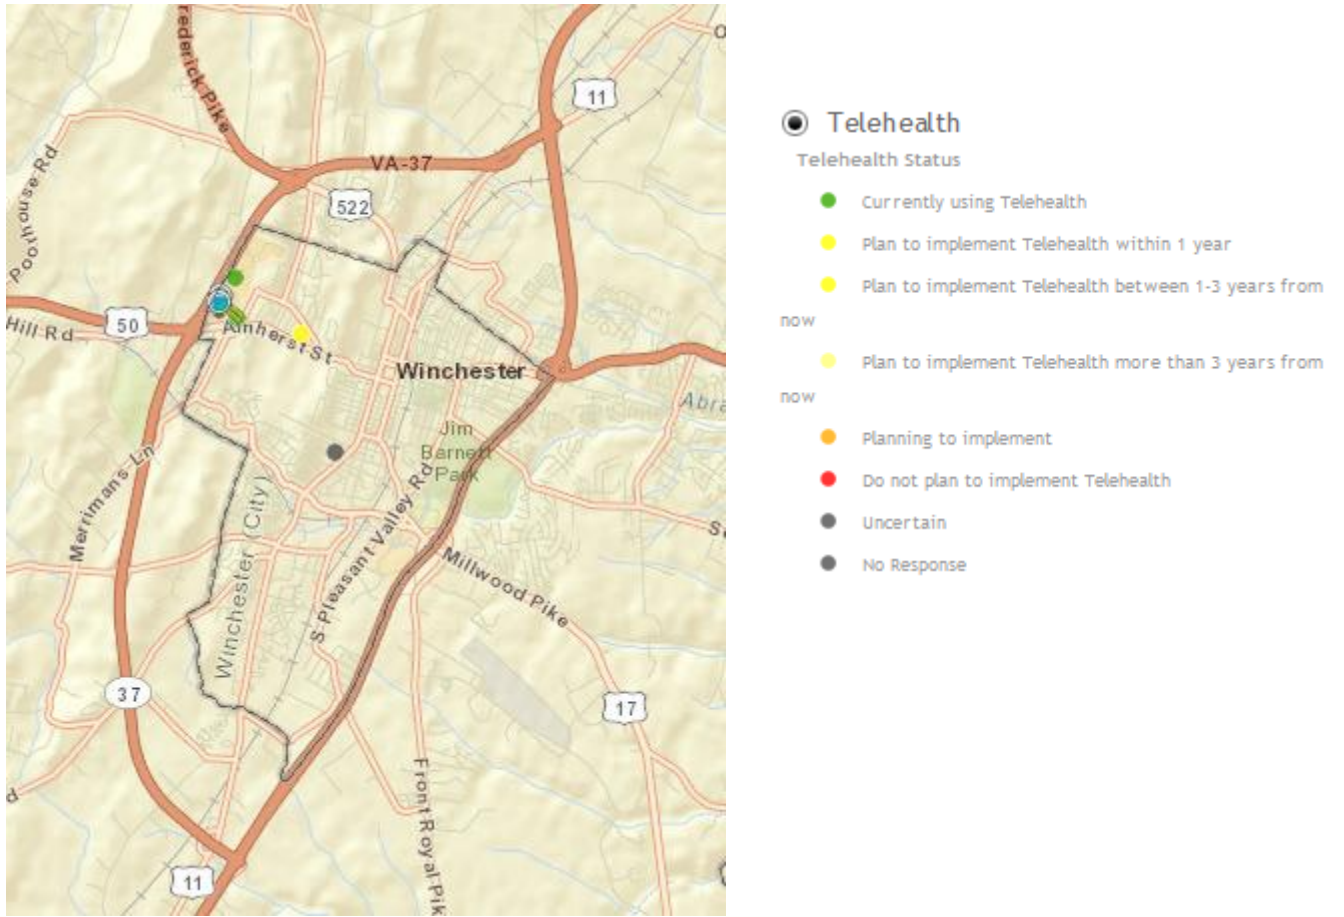 Frederick Pike
11
VA-37
522
Poorhouse Rd
50
Hill Rd
Amherst St
Winchester
Jim
Barnett
Park
Merrimans Ln
Winchester (City)
S Pleasant Valley Rd
Millwood Pike
37
17
Front Royal Pik
11
Telehealth
Telehealth Status
Currently using Telehealth
Plan to implement Telehealth within 1 year
Plan to implement Telehealth between 1-3 years from
now
Plan to implement Telehealth more than 3 years from
now
Planning to implement
Do not plan to implement Telehealth
Uncertain
No Response